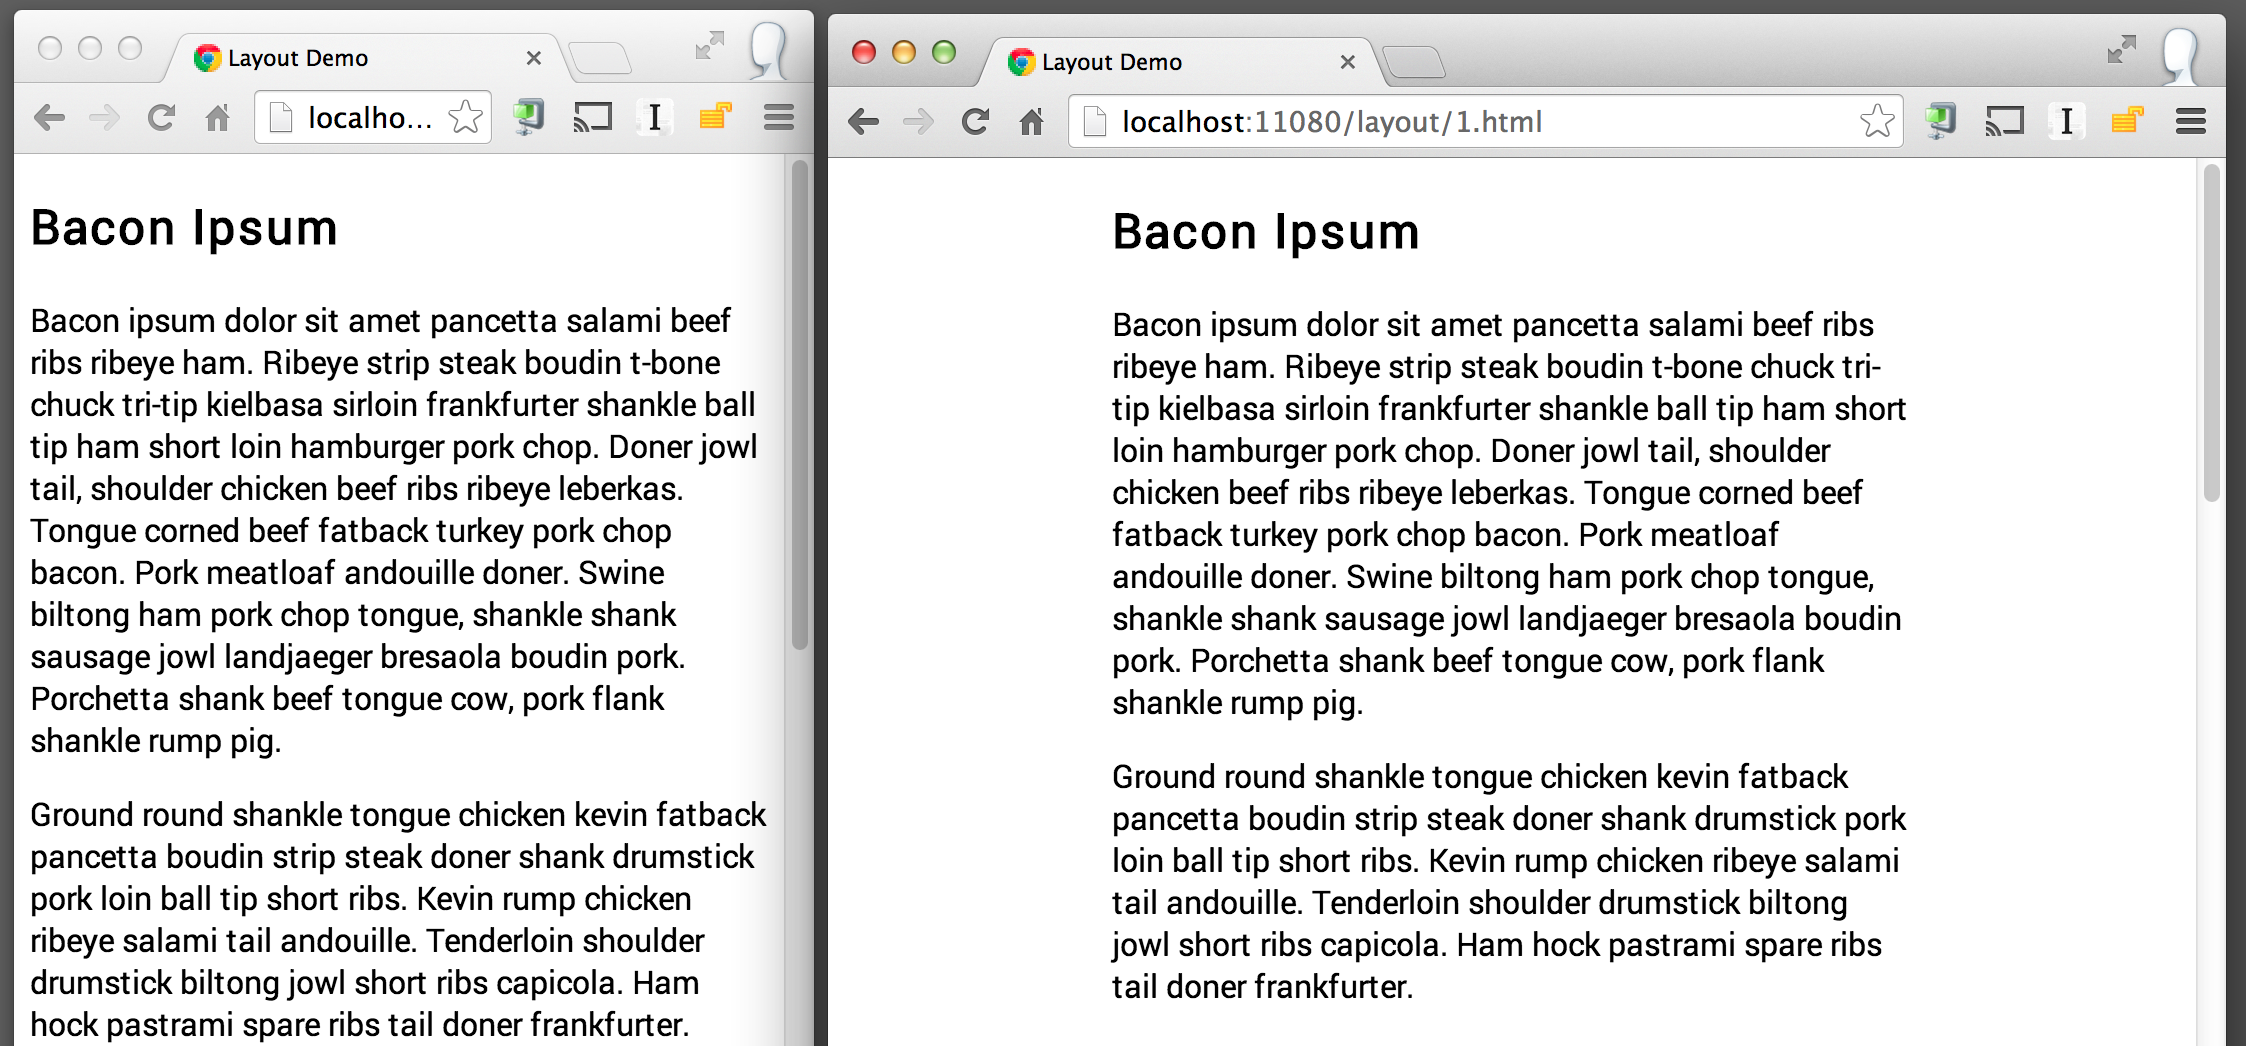 Layout Demo
localho...
Bacon Ipsum
Bacon ipsum dolor sit amet pancetta salami beef
ribs ribeye ham. Ribeye strip steak boudin t-bone
chuck tri-tip kielbasa sirloin frankfurter shankle ball
tip ham short loin hamburger pork chop. Doner jowl
tail, shoulder chicken beef ribs ribeye leberkas.
Tongue corned beef fatback turkey pork chop
bacon. Pork meatloaf andouille doner. Swine
biltong ham pork chop tongue, shankle shank
sausage jowl landjaeger bresaola boudin pork.
Porchetta shank beef tongue cow, pork flank
shankle rump pig.
Ground round shankle tongue chicken kevin fatback
pancetta boudin strip steak doner shank drumstick
pork loin ball tip short ribs. Kevin rump chicken
ribeye salami tail andouille. Tenderloin shoulder
drumstick biltong jowl short ribs capicola. Ham
hock pastrami spare ribs tail doner frankfurter.
Layout Demo
localhost:11080/layout/1.html
Bacon Ipsum
Bacon ipsum dolor sit amet pancetta salami beef ribs
ribeye ham. Ribeye strip steak boudin t-bone chuck tri-
tip kielbasa sirloin frankfurter shankle ball tip ham short
loin hamburger pork chop. Doner jowl tail, shoulder
chicken beef ribs ribeye leberkas. Tongue corned beef
fatback turkey pork chop bacon. Pork meatloaf
andouille doner. Swine biltong ham pork chop tongue,
shankle shank sausage jowl landjaeger bresaola boudin
pork. Porchetta shank beef tongue cow, pork flank
shankle rump pig.
Ground round shankle tongue chicken kevin fatback
pancetta boudin strip steak doner shank drumstick pork
loin ball tip short ribs. Kevin rump chicken ribeye salami
tail andouille. Tenderloin shoulder drumstick biltong
jowl short ribs capicola. Ham hock pastrami spare ribs
tail doner frankfurter.